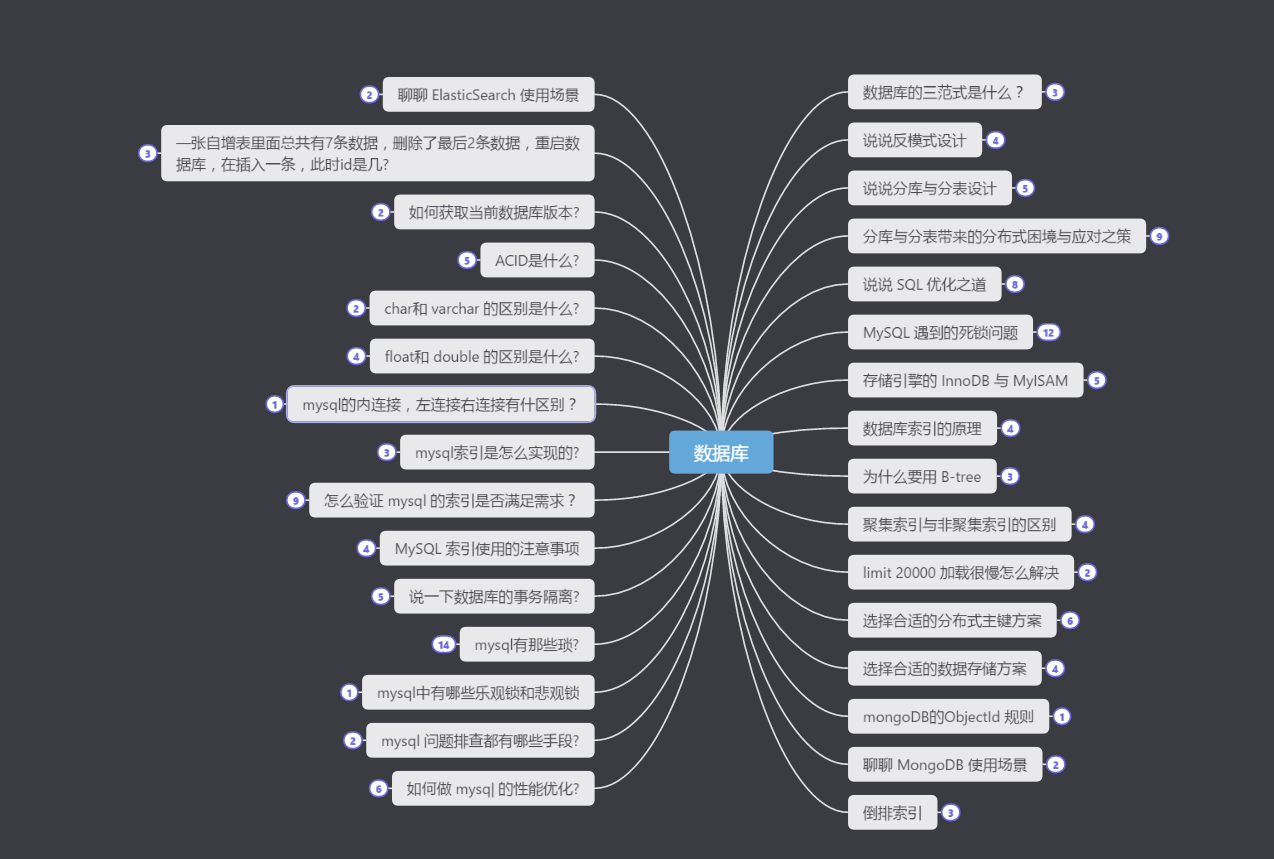 数据库
数据库的三范式是什么？
3
说说反模式设计
4
说说分库与分表设计
5
分库与分表带来的分布式困境与应对之策
9
说说 SQL 优化之道
8
MySQL 遇到的死锁问题
12
存储引擎的 InnoDB 与 MyISAM
5
数据库索引的原理
4
为什么要用 B-tree
3
聚集索引与非聚集索引的区别
4
limit 20000 加载很慢怎么解决
2
选择合适的分布式主键方案
6
选择合适的数据存储方案
4
mongoDB的ObjectId 规则
1
聊聊 MongoDB 使用场景
2
倒排索引
3
2
聊聊 ElasticSearch 使用场景
3
一张自增表里面总共有7条数据，删除了最后2条数据，重启数
据库，在插入一条，此时id是几?
2
如何获取当前数据库版本?
5
ACID是什么?
2
char和 varchar 的区别是什么?
4
float和 double 的区别是什么?
1
mysql的内连接，左连接右连接有什区别？
3
mysql索引是怎么实现的?
9
怎么验证 mysql 的索引是否满足需求？
4
MySQL 索引使用的注意事项
5
说一下数据库的事务隔离?
14
mysql有那些琐?
1
mysql中有哪些乐观锁和悲观锁
2
mysql 问题排查都有哪些手段?
6
如何做 mysq| 的性能优化?